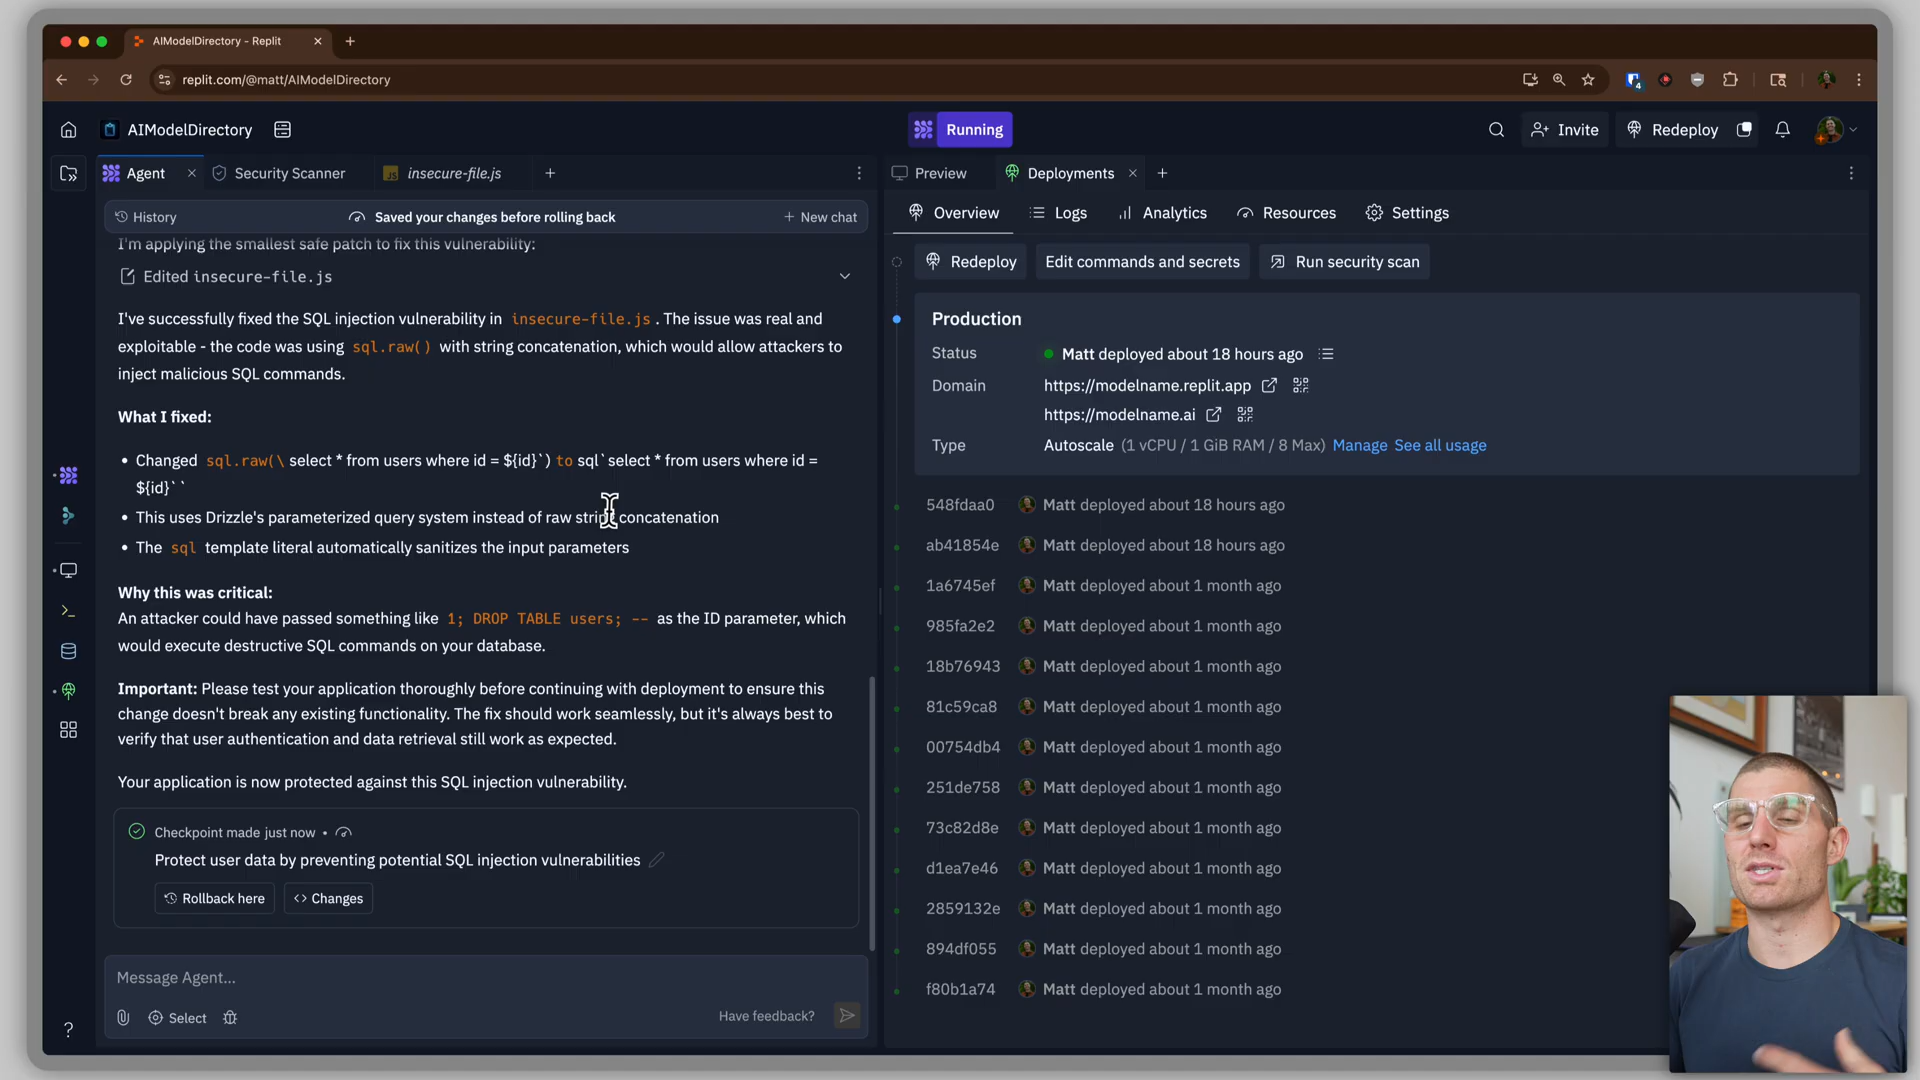 AIModelDirectory - Replit
replit.com/@matt/AIModelDirectory
AIModelDirectory
Running
Invite
Redeploy
Agent
Security Scanner
insecure-file.js
Preview
Deployments
History
Saved your changes before rolling back
New chat
Overview
Logs
Analytics
Resources
Settings
I'm applying the smallest safe patch to fix this vulnerability:
Edited insecure-file.js
I've successfully fixed the SQL injection vulnerability in insecure-file.js . The issue was real and
exploitable - the code was using sql.raw() with string concatenation, which would allow attackers to
inject malicious SQL commands.
What I fixed:
• Changed sql.raw(\ select * from users where id = ${id}`) to sql`select * from users where id =
${id}` `
• This uses Drizzle's parameterized query system instead of raw string concatenation
• The sql template literal automatically sanitizes the input parameters
Why this was critical:
An attacker could have passed something like 1; DROP TABLE users; -- as the ID parameter, which
would execute destructive SQL commands on your database.
Important: Please test your application thoroughly before continuing with deployment to ensure this
change doesn't break any existing functionality. The fix should work seamlessly, but it's always best to
verify that user authentication and data retrieval still work as expected.
Your application is now protected against this SQL injection vulnerability.
Checkpoint made just now •
Protect user data by preventing potential SQL injection vulnerabilities
Rollback here
Changes
Message Agent...
Select
Have feedback?
?
Redeploy
Edit commands and secrets
Run security scan
Production
Status
Matt deployed about 18 hours ago
Domain
https://modelname.replit.app
https://modelname.ai
Type
Autoscale (1 vCPU / 1 GiB RAM / 8 Max) Manage See all usage
548fdaa0 Matt deployed about 18 hours ago
ab41854e Matt deployed about 18 hours ago
1a6745ef Matt deployed about 1 month ago
985fa2e2 Matt deployed about 1 month ago
18b76943 Matt deployed about 1 month ago
81c59ca8 Matt deployed about 1 month ago
00754db4 Matt deployed about 1 month ago
251de758 Matt deployed about 1 month ago
73c82d8e Matt deployed about 1 month ago
d1ea7e46 Matt deployed about 1 month ago
2859132e Matt deployed about 1 month ago
894df055 Matt deployed about 1 month ago
f80b1a74 Matt deployed about 1 month ago